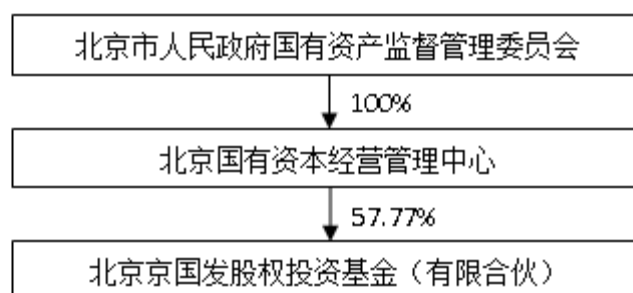 北京市人民政府国有资产监督管理委员会
100%
北京国有资本经营管理中心
57.77%
北京京国发股权投资基金（有限合伙）